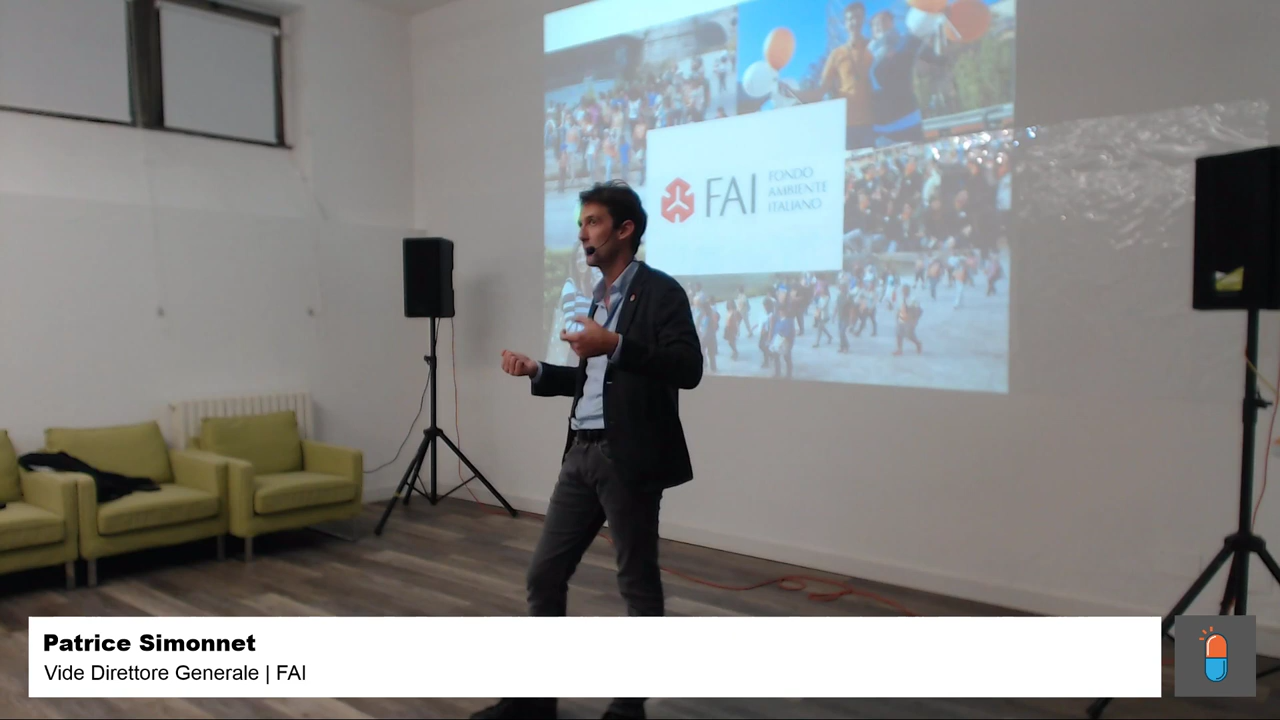 FAI
FONDO
AMBIENTE
ITALIANO
Patrice Simonnet
Vide Direttore Generale | FAI